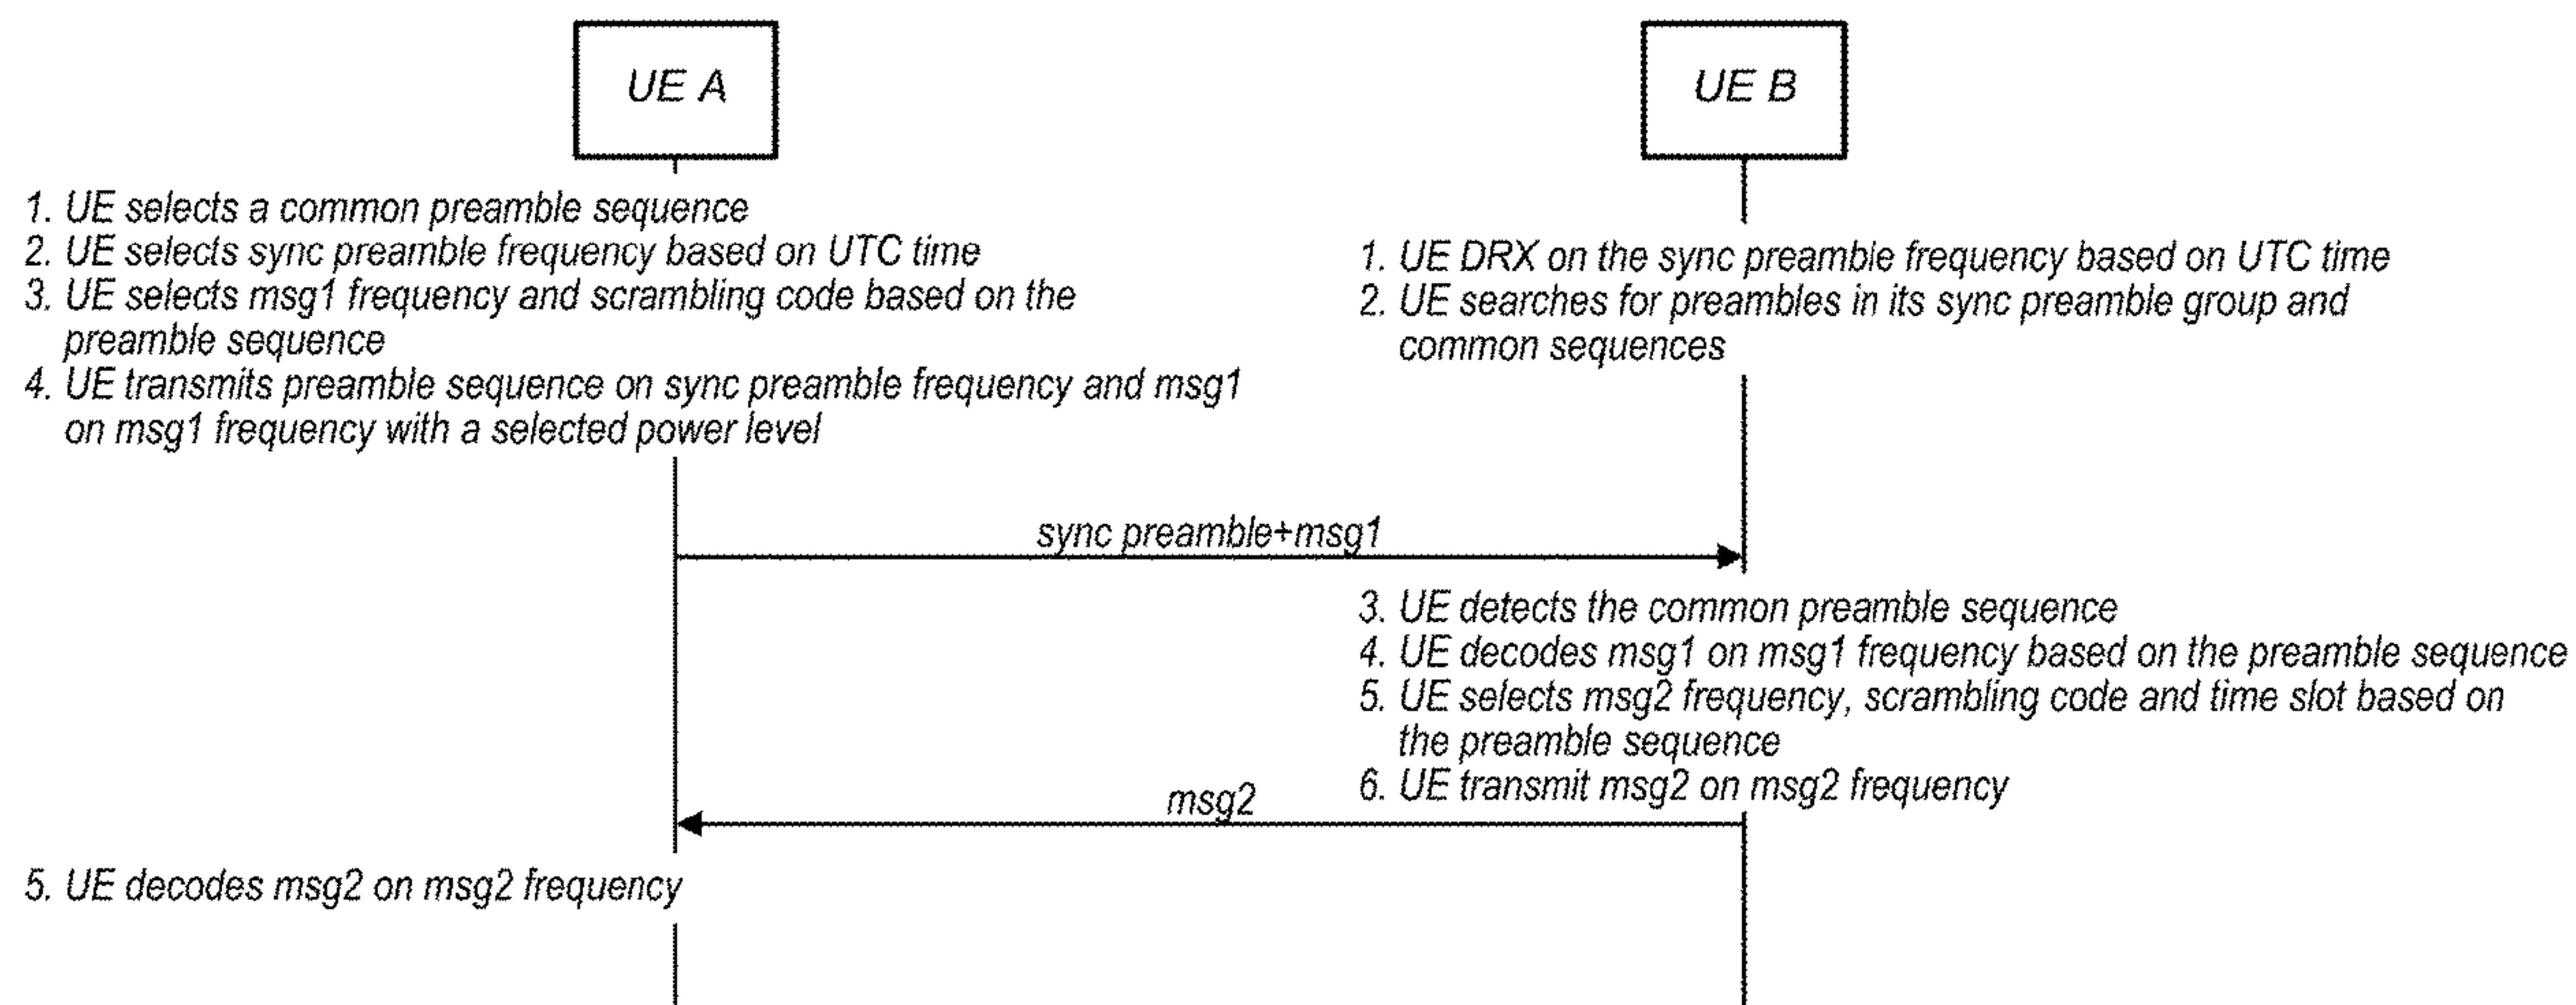 UE A
UE B
1. UE selects a common preamble sequence
2. UE selects sync preamble frequency based on UTC time
3. UE selects msg1 frequency and scrambling code based on the
preamble sequence
4. UE transmits preamble sequence on sync preamble frequency and msg1
on msg1 frequency with a selected power level
1. UE DRX on the sync preamble frequency based on UTC time
2. UE searches for preambles in its sync preamble group and
common sequences
sync preamble+msg1
3. UE detects the common preamble sequence
4. UE decodes msg1 on msg1 frequency based on the preamble sequence
5. UE selects msg2 frequency, scrambling code and time slot based on
the preamble sequence
6. UE transmit msg2 on msg2 frequency
msg2
5. UE decodes msg2 on msg2 frequency